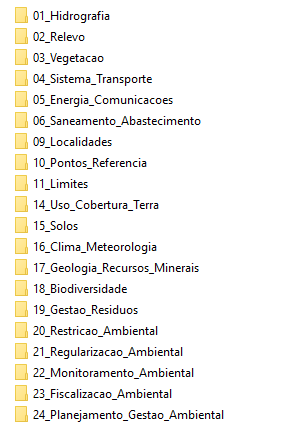 01_Hidrografia
02_Relevo
03_Vegetacao
04_Sistema_Transporte
05_Energia_Comunicacoes
06_Saneamento_Abastecimento
09_Localidades
10_Pontos_Referencia
11_Limites
14_Uso_Cobertura_Terra
15_Solos
16_Clima_Meteorologia
17_Geologia_Recursos_Minerais
18_Biodiversidade
19_Gestao_Residuos
20_Restricao_Ambiental
21_Regularizacao_Ambiental
22_Monitoramento_Ambiental
23_Fiscalizacao_Ambiental
24_Planejamento_Gestao_Ambiental